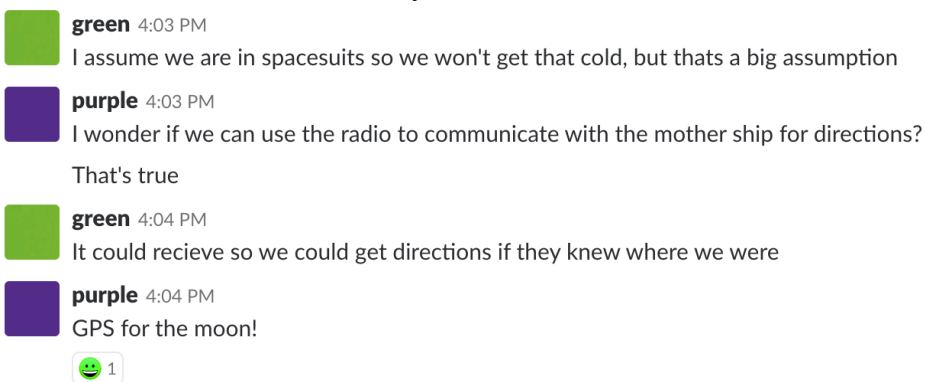 green 4:03 PM
I assume we are in spacesuits so we won't get that cold, but thats a big assumption
purple 4:03 PM
I wonder if we can use the radio to communicate with the mother ship for directions?
That's true
green 4:04 PM
It could recieve so we could get directions if they knew where we were
purple 4:04 PM
GPS for the moon!
1